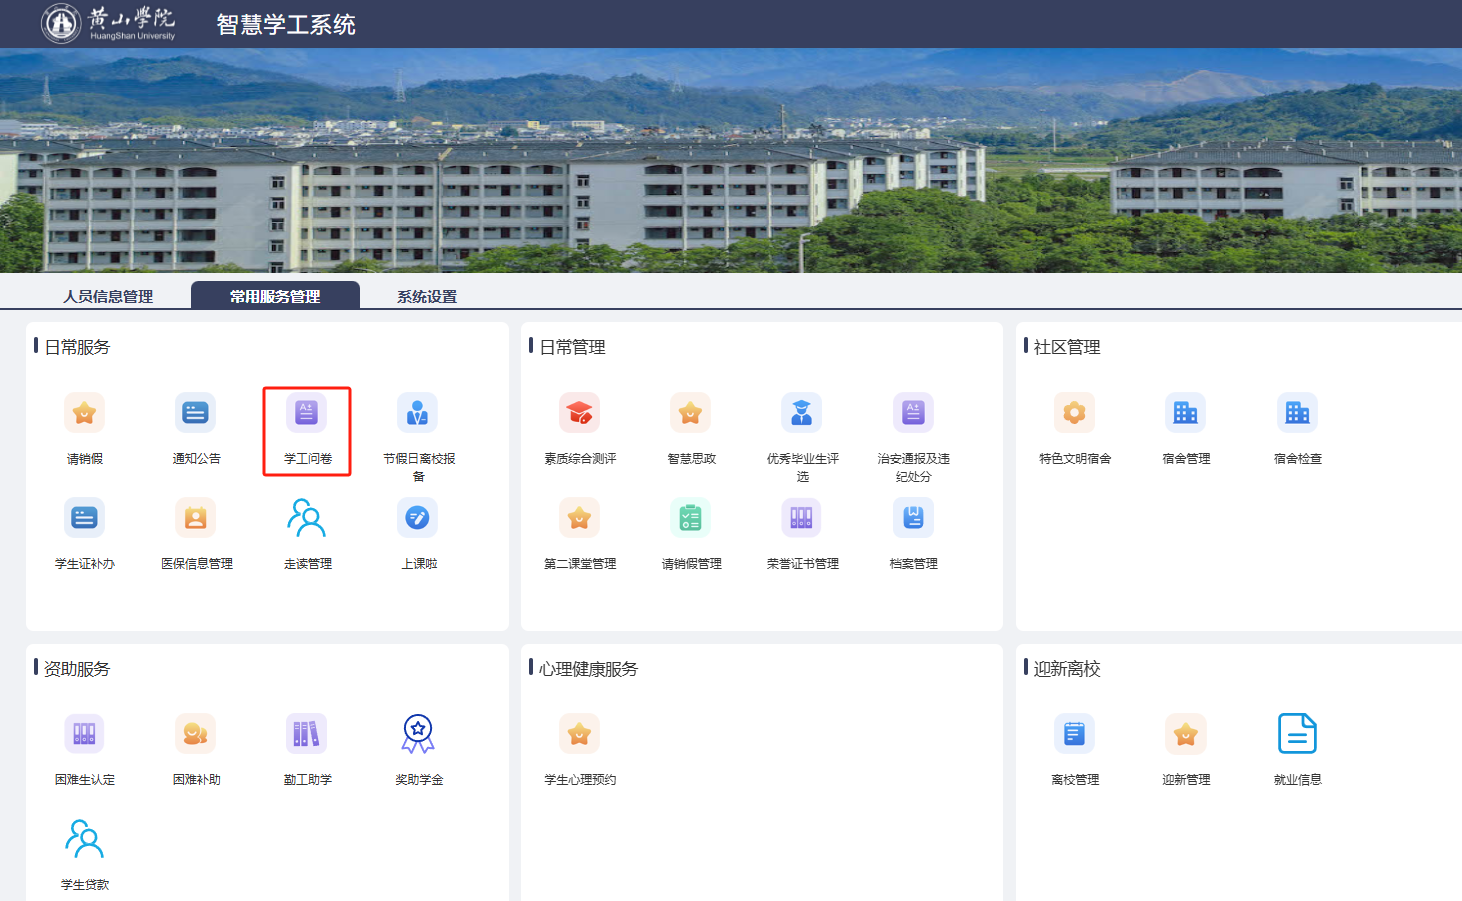 黄山学院
HuangShan University
智慧学工系统
人员信息管理
常用服务管理
系统设置
日常服务
请销假
通知公告
学工问卷
节假日离校报
备
学生证补办
医保信息管理
走读管理
上课啦
日常管理
素质综合测评
智慧思政
优秀毕业生评
选
治安通报及违
纪处分
第二课堂管理
请销假管理
荣誉证书管理
档案管理
社区管理
特色文明宿舍
宿舍管理
宿舍检查
资助服务
困难生认定
困难补助
勤工助学
奖助学金
学生贷款
心理健康服务
学生心理预约
迎新离校
离校管理
迎新管理
就业信息